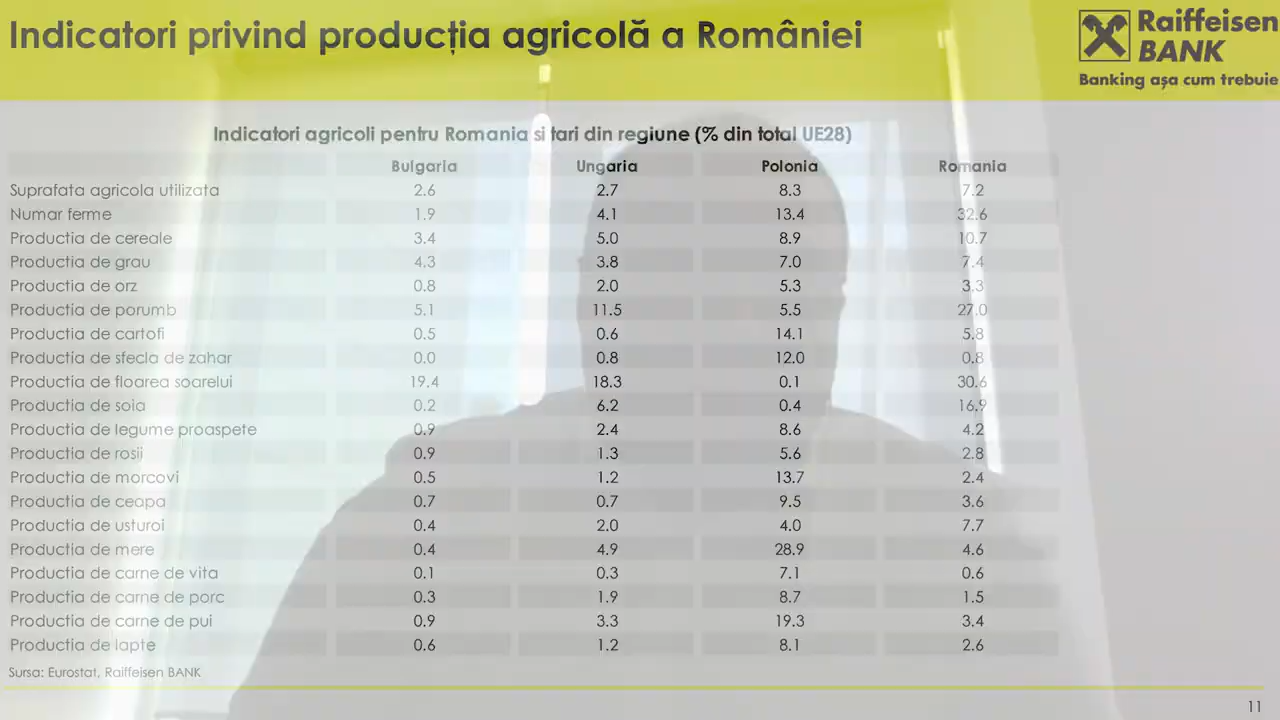 Indicatori privind producția agricolă a României
Raiffeisen
BANK
Banking așa cum trebuie
Indicatori agricoli pentru Romania si tari din regiune (% din total UE28)
Bulgaria Ungaria Polonia Romania
Suprafata agricola utilizata 2.6 2.7 8.3 7.2
Numar ferme 1.9 4.1 13.4 32.6
Productia de cereale 3.4 5.0 8.9 10.7
Productia de grau 4.3 3.8 7.0 7.4
Productia de orz 0.8 2.0 5.3 3.3
Productia de porumb 5.1 11.5 5.5 27.0
Productia de cartofi 0.5 0.6 14.1 5.8
Productia de sfecla de zahar 0.0 0.8 12.0 0.8
Productia de floarea soarelui 19.4 18.3 0.1 30.6
Productia de soia 0.2 6.2 0.4 16.9
Productia de legume proaspete 0.9 2.4 8.6 4.2
Productia de rosii 0.9 1.3 5.6 2.8
Productia de morcovi 0.5 1.2 13.7 2.4
Productia de ceapa 0.7 0.7 9.5 3.6
Productia de usturoi 0.4 2.0 4.0 7.7
Productia de mere 0.4 4.9 28.9 4.6
Productia de carne de vita 0.1 0.3 7.1 0.6
Productia de carne de porc 0.3 1.9 8.7 1.5
Productia de carne de pui 0.9 3.3 19.3 3.4
Productia de lapte 0.6 1.2 8.1 2.6
Sursa: Eurostat, Raiffeisen BANK
11